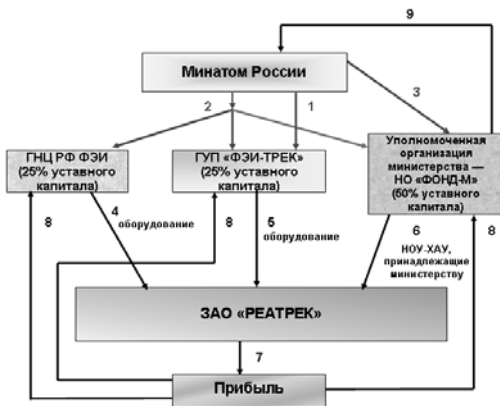 9
Минатом России
2
1
3
ГНЦ РФ ФЭИ
(25% уставного
капитала)
ГУП «ФЭИ-ТРЕК»
(25% уставного
капитала)
Уполномоченная
организация
министерства —
НО «ФОНД-М»
(50% уставного
капитала)
8
4
оборудование
8
5
оборудование
6
8
НОУ-ХАУ,
принадлежащие
министерству
ЗАО «РЕАТРЕК»
7
Прибыль